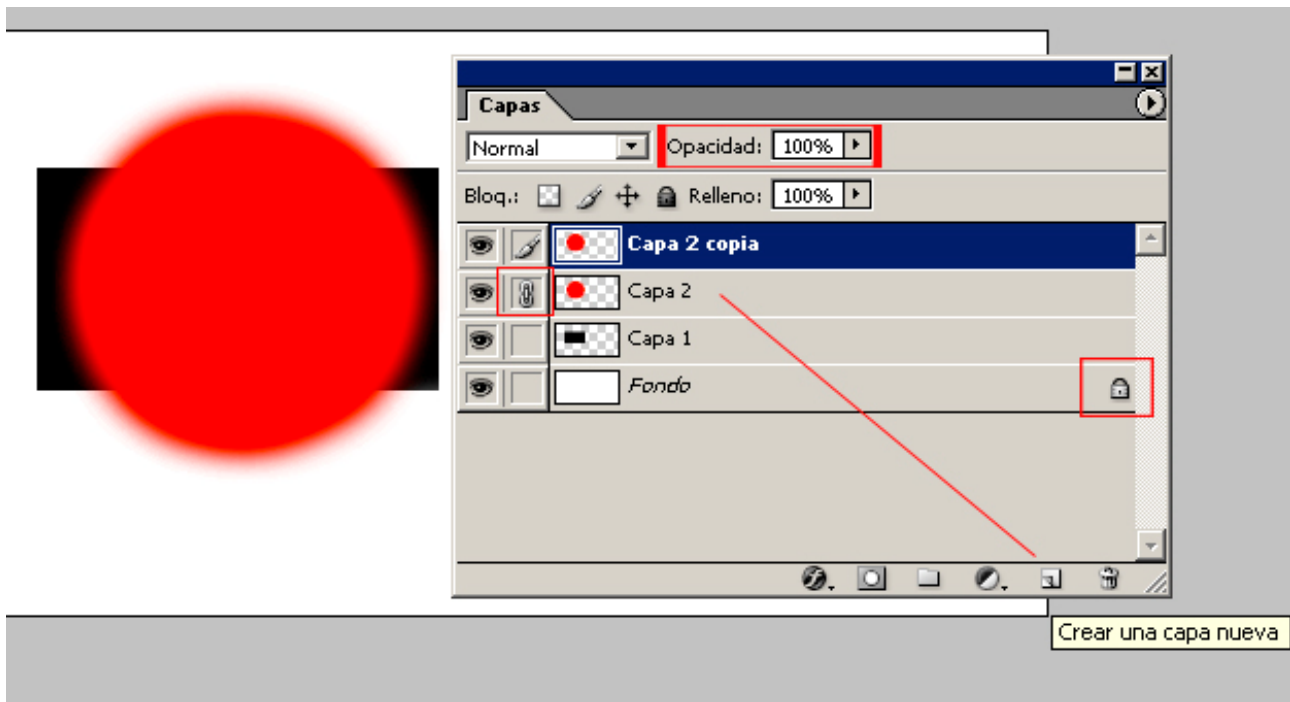 Capas
Normal Opacidad: 100%
Bloq.: Relleno: 100%
Capa 2 copia
Capa 2
Capa 1
Fondo
Crear una capa nueva